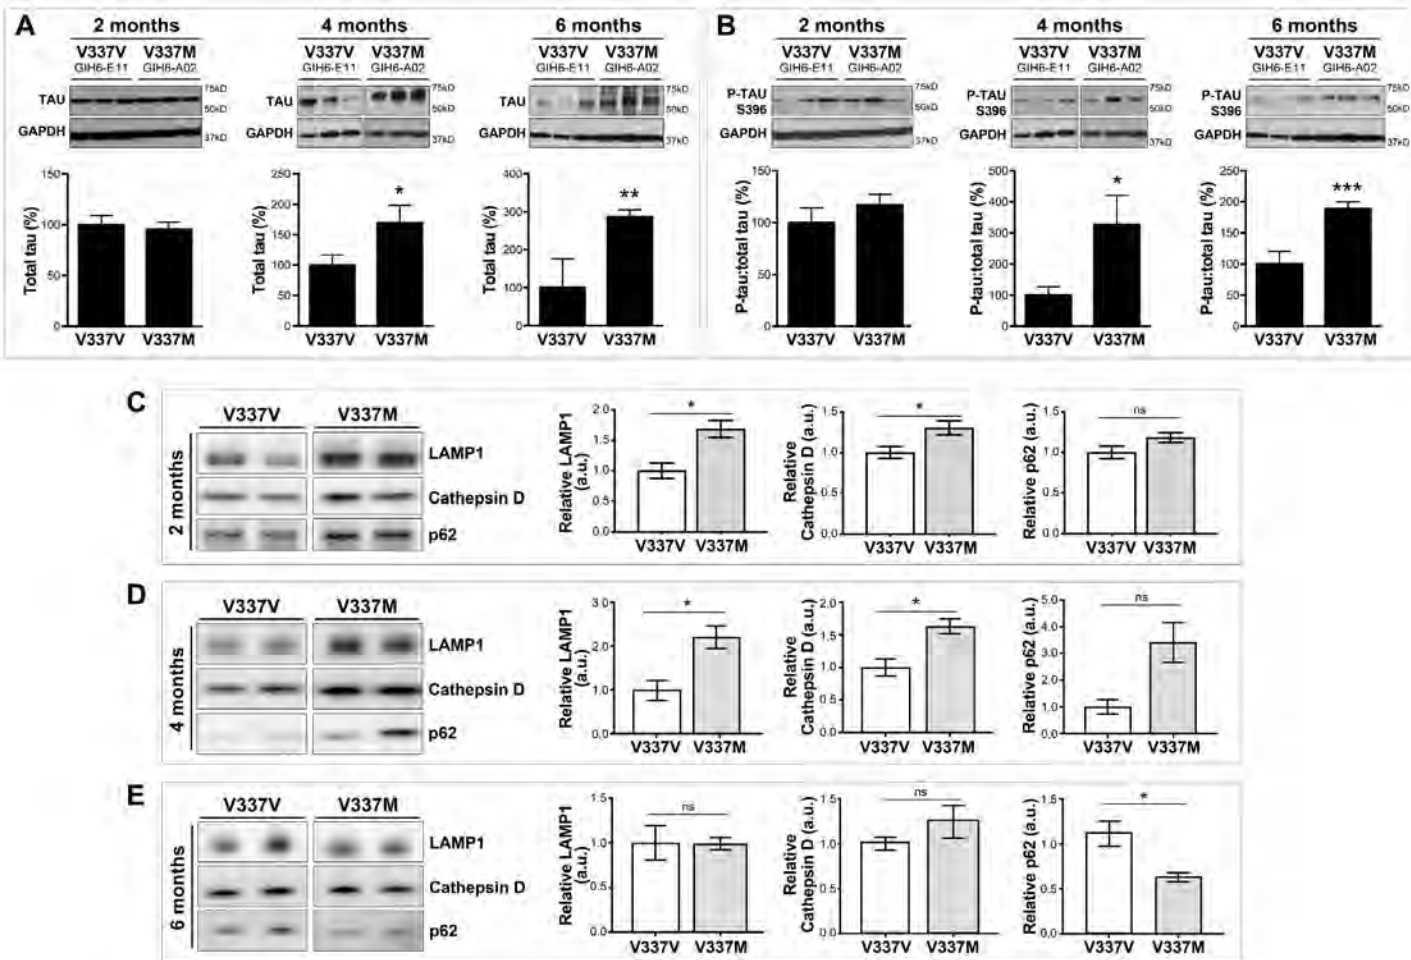 A
2 months
4 months
6 months
V337V V337M
GIH6-E11 GIH6-A02
V337V V337M
GIH6-E11 GIH6-A02
V337V V337M
GIH6-E11 GIH6-A02
TAU
75kD
50kD
GAPDH
37kD
TAU
75kD
50kD
GAPDH
37kD
TAU
75kD
50kD
GAPDH
37kD
Total tau (%)
150
100
50
0
V337V V337M
Total tau (%)
250
200
150
100
50
0
*
V337V V337M
Total tau (%)
400
300
200
100
0
**
V337V V337M
B
2 months
4 months
6 months
V337V V337M
GIH6-E11 GIH6-A02
V337V V337M
GIH6-E11 GIH6-A02
V337V V337M
GIH6-E11 GIH6-A02
P-TAU
S396
75kD
50kD
GAPDH
37kD
P-TAU
S396
75kD
50kD
GAPDH
37kD
P-TAU
S396
75kD
50kD
GAPDH
37kD
P-tau:total tau (%)
150
100
50
0
V337V V337M
P-tau:total tau (%)
500
400
300
200
100
0
*
V337V V337M
P-tau:total tau (%)
250
200
150
100
50
0
***
V337V V337M
C
2 months
V337V V337M
LAMP1
Cathepsin D
p62
Relative LAMP1
(a.u.)
2.0
1.5
1.0
0.5
0.0
*
V337V V337M
Relative
Cathepsin D (a.u.)
1.5
1.0
0.5
0.0
*
V337V V337M
Relative p62 (a.u.)
1.5
1.0
0.5
0.0
ns
V337V V337M
D
4 months
V337V V337M
LAMP1
Cathepsin D
p62
Relative LAMP1
(a.u.)
3.0
2.0
1.0
0.0
*
V337V V337M
Relative
Cathepsin D (a.u.)
2.0
1.5
1.0
0.5
0.0
*
V337V V337M
Relative p62 (a.u.)
5.0
4.0
3.0
2.0
1.0
0.0
ns
V337V V337M
E
6 months
V337V V337M
LAMP1
Cathepsin D
p62
Relative LAMP1
(a.u.)
1.5
1.0
0.5
0.0
ns
V337V V337M
Relative
Cathepsin D (a.u.)
1.5
1.0
0.5
0.0
ns
V337V V337M
Relative p62 (a.u.)
1.5
1.0
0.5
0.0
*
V337V V337M